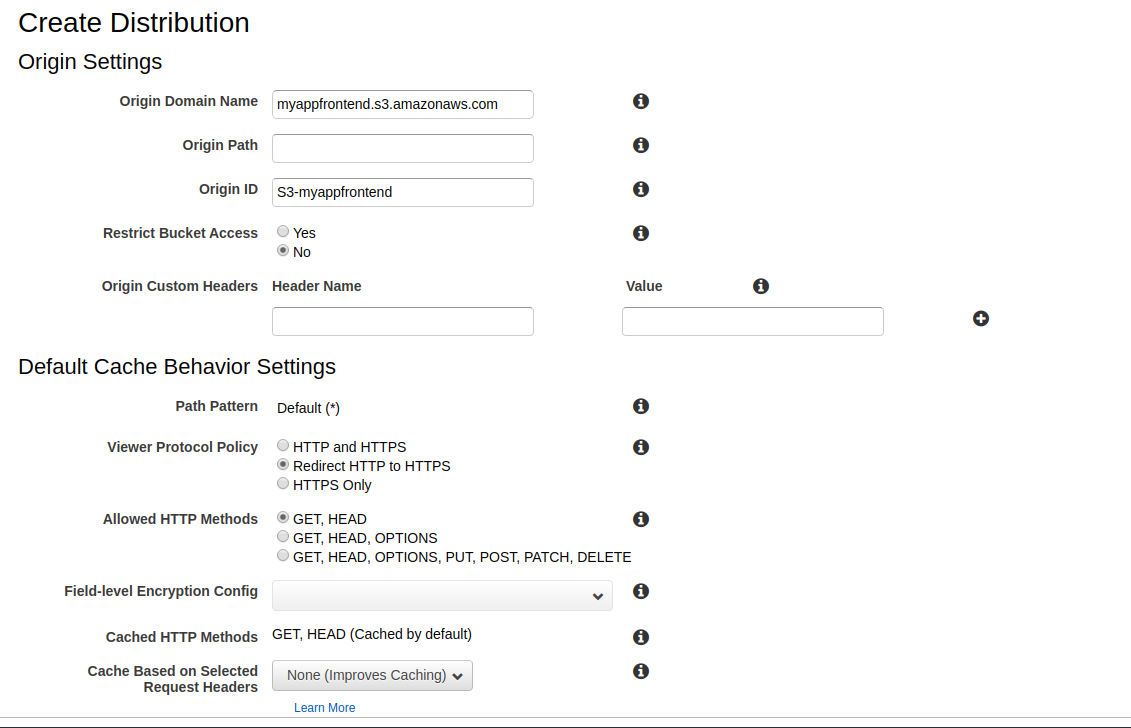 Create Distribution
Origin Settings
Origin Domain Name myappfrontend.s3.amazonaws.com
Origin Path
Origin ID S3-myappfrontend
Restrict Bucket Access Yes
No
Origin Custom Headers Header Name Value
Default Cache Behavior Settings
Path Pattern Default (*)
Viewer Protocol Policy HTTP and HTTPS
Redirect HTTP to HTTPS
HTTPS Only
Allowed HTTP Methods GET, HEAD
GET, HEAD, OPTIONS
GET, HEAD, OPTIONS, PUT, POST, PATCH, DELETE
Field-level Encryption Config
Cached HTTP Methods GET, HEAD (Cached by default)
Cache Based on Selected None (Improves Caching)
Request Headers
Learn More